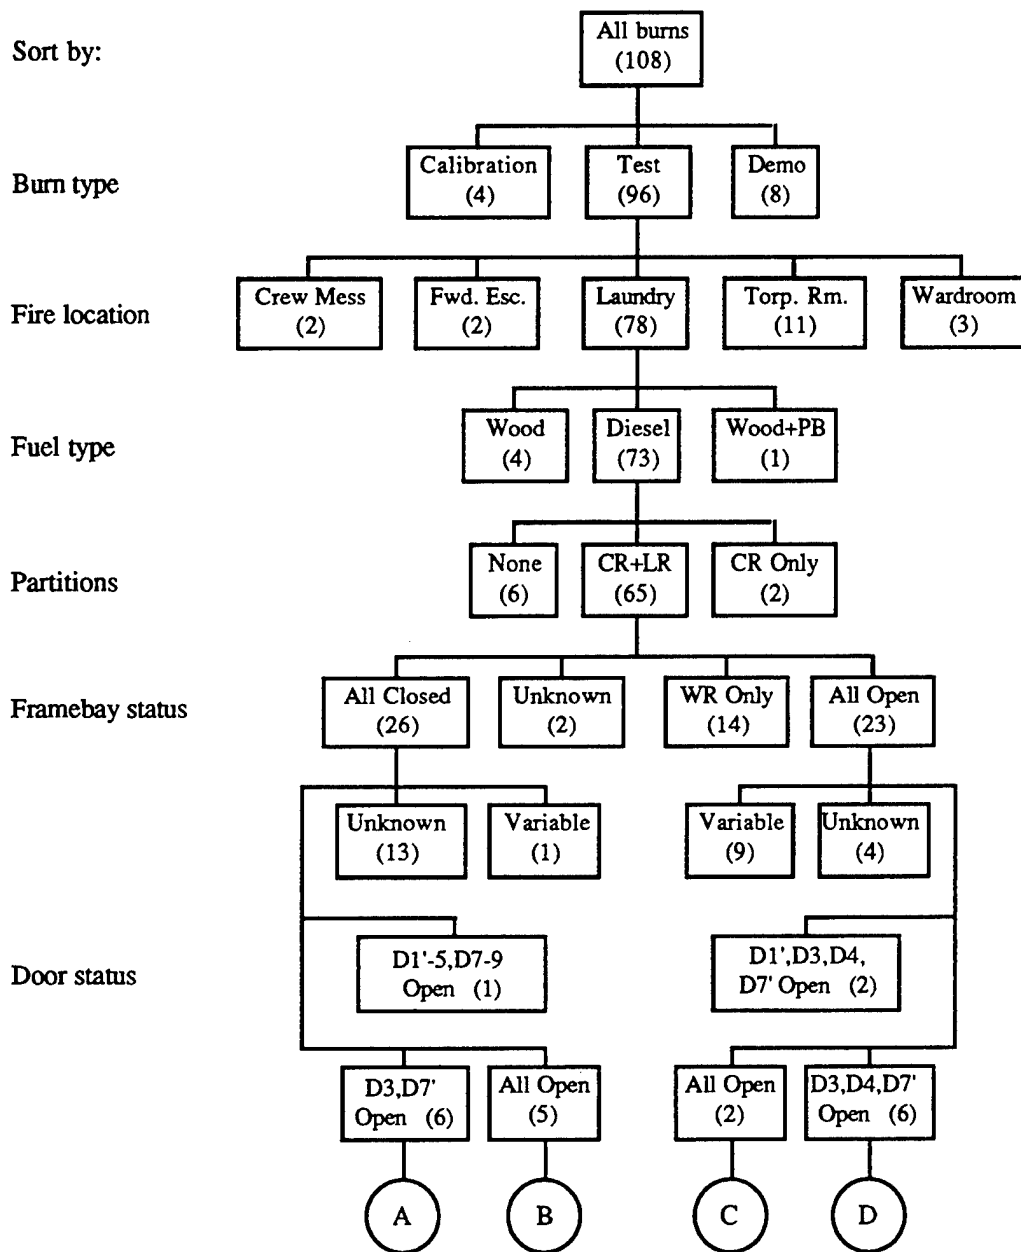 Sort by:
All burns
(108)
Burn type
Calibration
(4)
Test
(96)
Demo
(8)
Fire location
Crew Mess
(2)
Fwd. Esc.
(2)
Laundry
(78)
Torp. Rm.
(11)
Wardroom
(3)
Fuel type
Wood
(4)
Diesel
(73)
Wood+PB
(1)
Partitions
None
(6)
CR+LR
(65)
CR Only
(2)
Framebay status
All Closed
(26)
Unknown
(2)
WR Only
(14)
All Open
(23)
Unknown
(13)
Variable
(1)
Variable
(9)
Unknown
(4)
Door status
D1'-5,D7-9
Open (1)
D1',D3,D4,
D7' Open (2)
D3,D7'
Open (6)
All Open
(5)
All Open
(2)
D3,D4,D7'
Open (6)
A
B
C
D